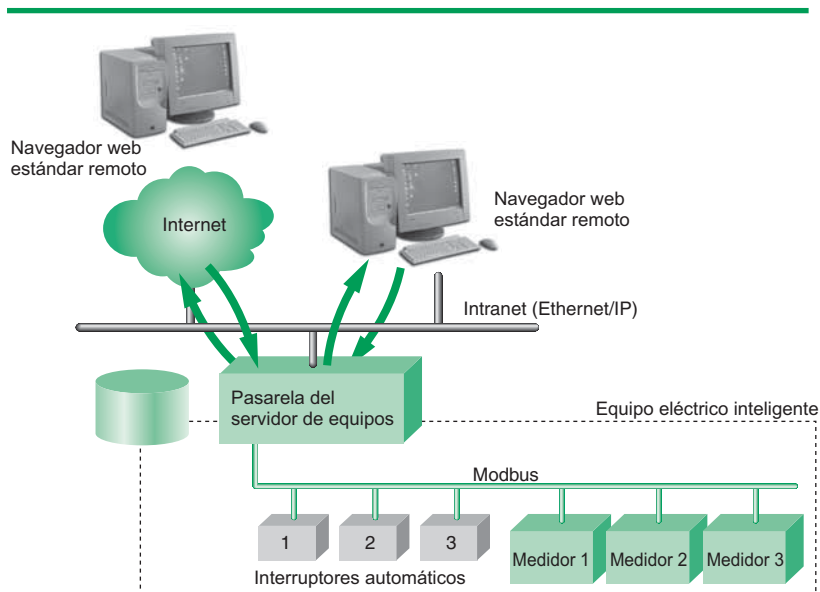 Navegador web
estándar remoto
Internet
Navegador web
estándar remoto
Intranet (Ethernet/IP)
Pasarela del
servidor de equipos
Equipo eléctrico inteligente
Modbus
1
2
3
Medidor 1
Medidor 2
Medidor 3
Interruptores automáticos